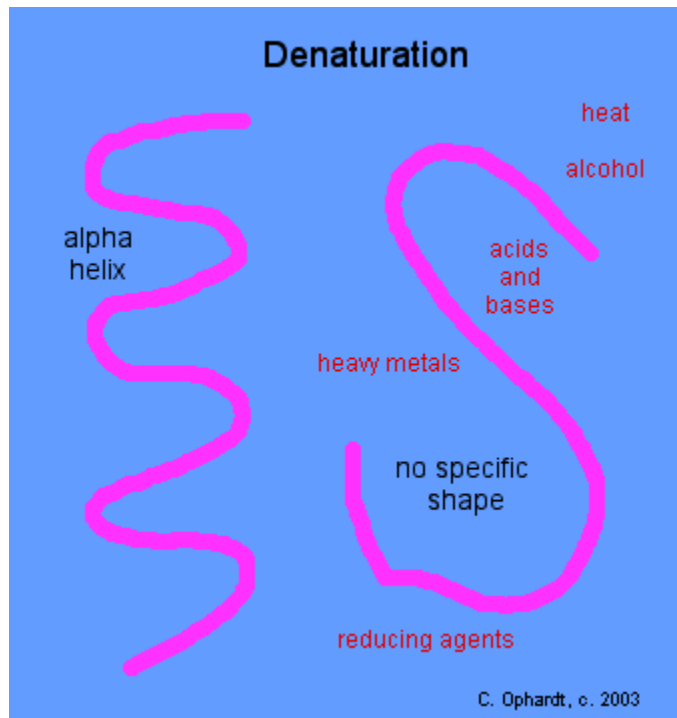 Denaturation
heat
alcohol
alpha
helix
acids
and
bases
heavy metals
no specific
shape
reducing agents
C. Ophardt, c. 2003